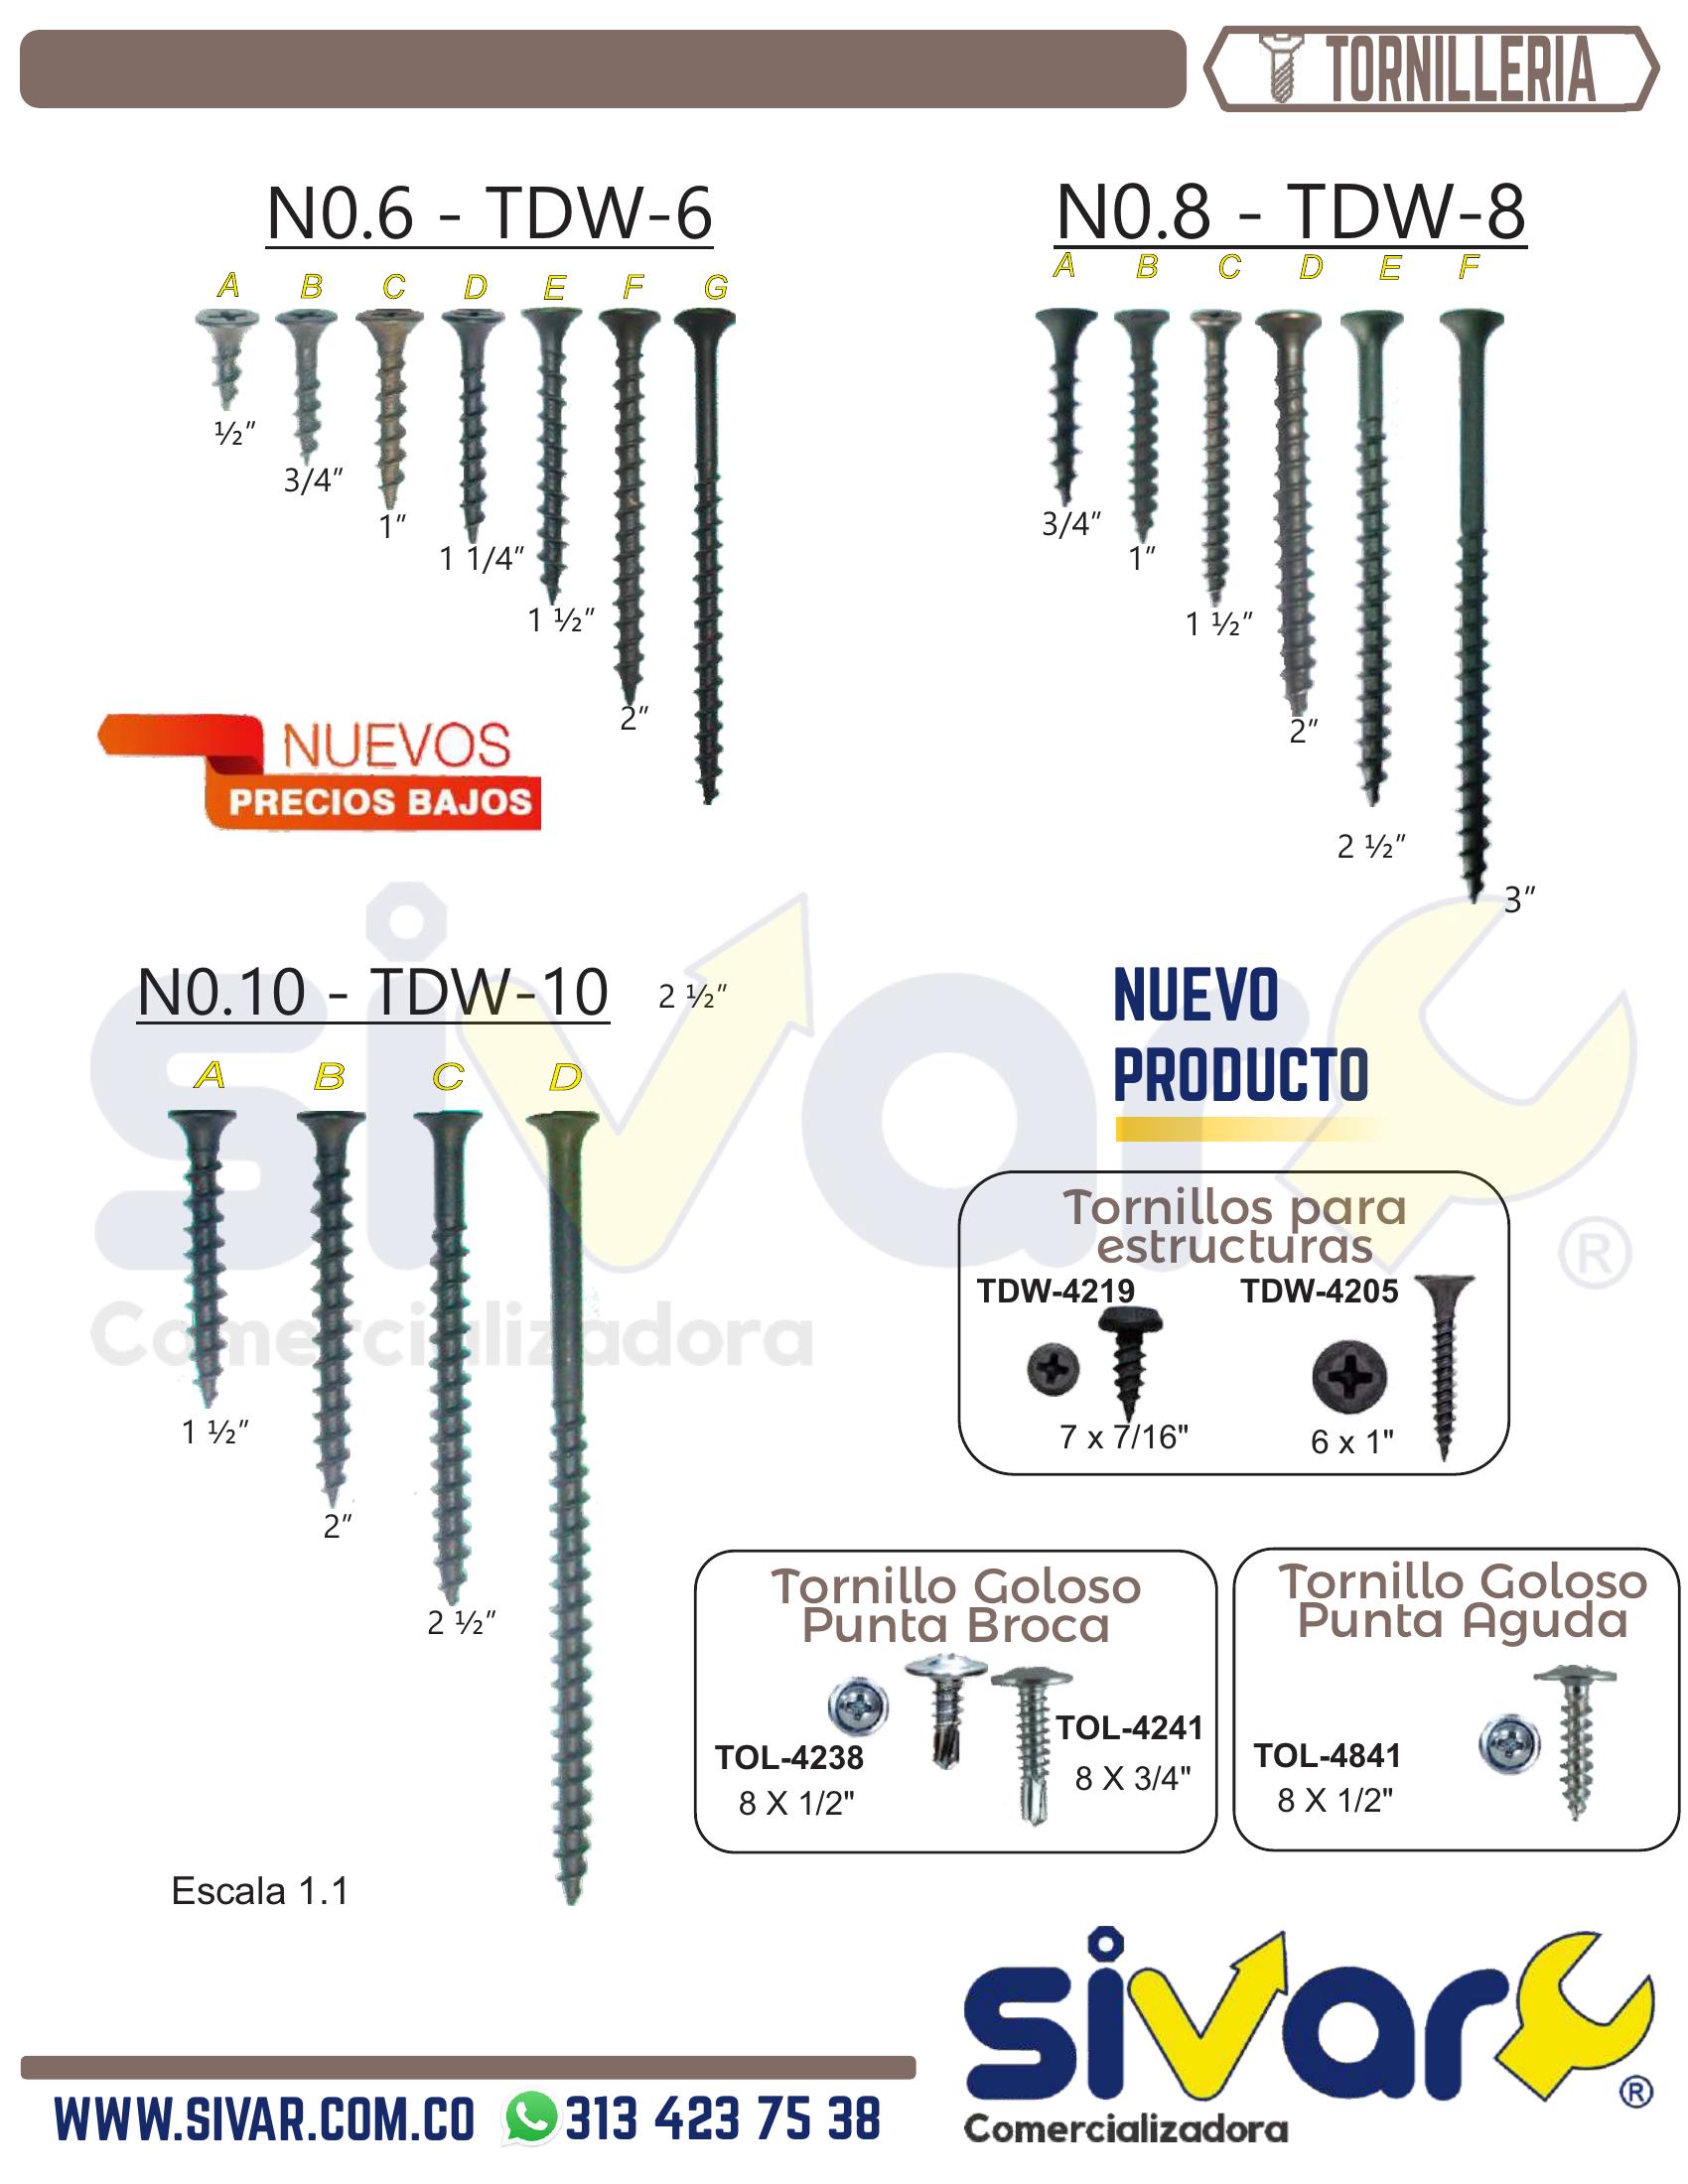 TORNILLERIA
N0.6 - TDW-6
A B C D E F G
½"
3/4"
1"
1 1/4"
1 ½"
2"
NUEVOS
PRECIOS BAJOS
N0.8 - TDW-8
A B C D E F
3/4"
1"
1 ½"
2"
2 ½"
3"
N0.10 - TDW-10
2 ½"
A B C D
1 ½"
2"
2 ½"
Escala 1.1
NUEVO
PRODUCTO
Tornillos para
estructuras
TDW-4219
7 x 7/16"
TDW-4205
6 x 1"
Tornillo Goloso
Punta Broca
TOL-4238
8 X 1/2"
TOL-4241
8 X 3/4"
Tornillo Goloso
Punta Aguda
TOL-4841
8 X 1/2"
sivar
Comercializadora
®
WWW.SIVAR.COM.CO 313 423 75 38
sivar
®
Comercializadora